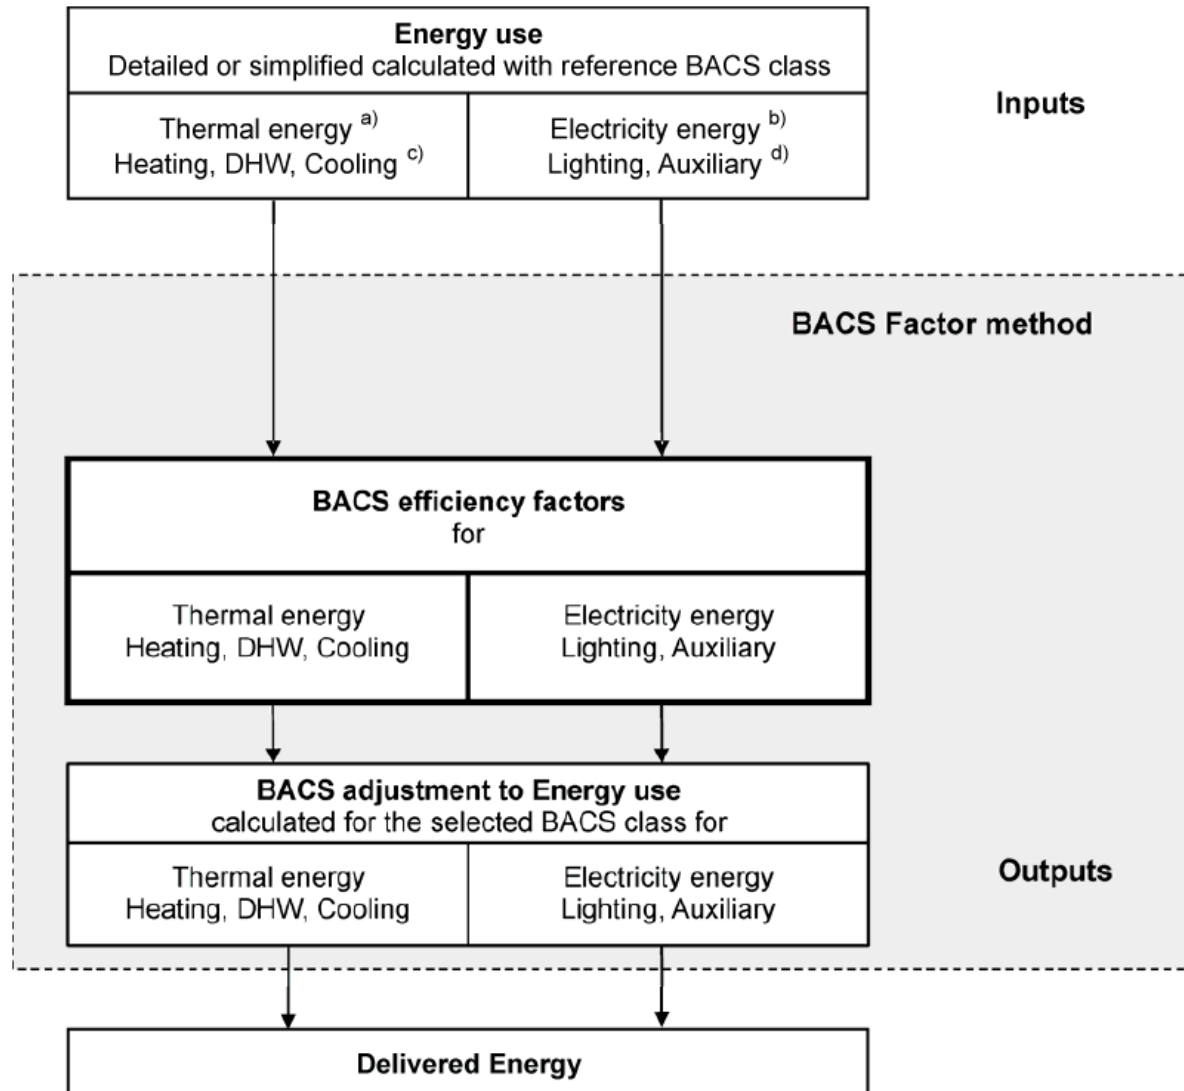 Energy use
Detailed or simplified calculated with reference BACS class
Inputs
Thermal energy a)
Heating, DHW, Cooling c)
Electricity energy b)
Lighting, Auxiliary d)
BACS Factor method
BACS efficiency factors
for
Thermal energy
Heating, DHW, Cooling
Electricity energy
Lighting, Auxiliary
BACS adjustment to Energy use
calculated for the selected BACS class for
Thermal energy
Heating, DHW, Cooling
Electricity energy
Lighting, Auxiliary
Outputs
Delivered Energy